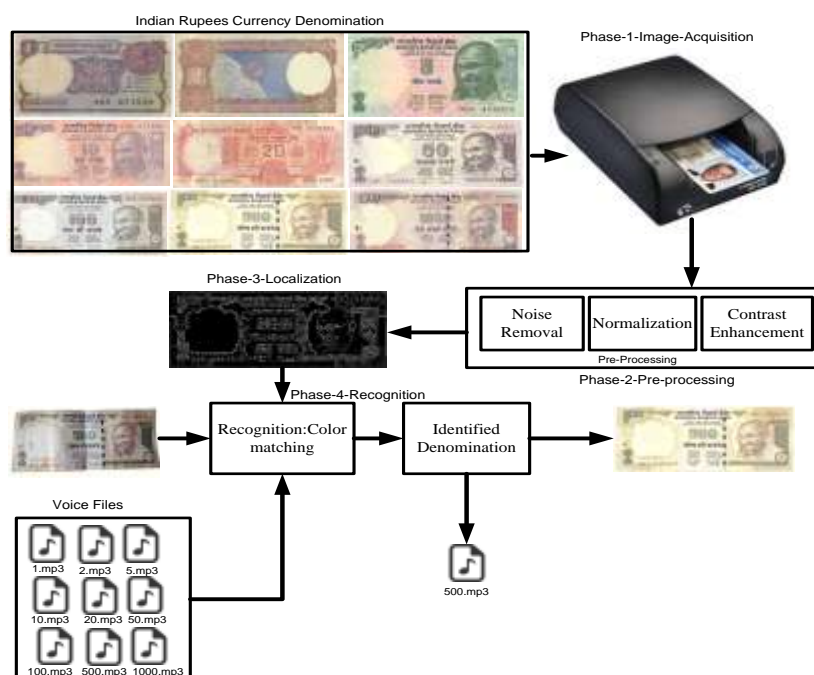 Indian Rupees Currency Denomination
Phase-1-Image-Acquisition
Phase-3-Localization
Noise
Removal
Normalization
Contrast
Enhancement
Pre-Processing
Phase-2-Pre-processing
Phase-4-Recognition
Recognition:Color
matching
Identified
Denomination
Voice Files
1.mp3
2.mp3
5.mp3
10.mp3
20.mp3
50.mp3
100.mp3
500.mp3
1000.mp3
500.mp3